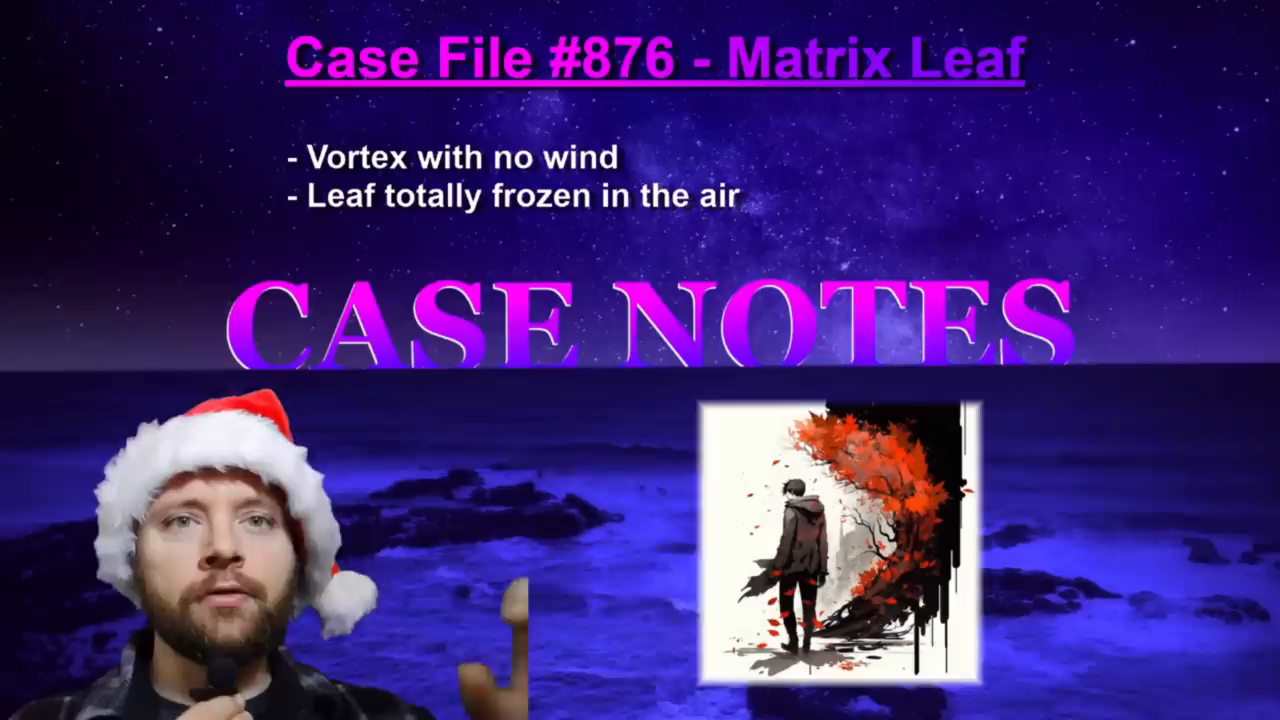 Case File #876 - Matrix Leaf
- Vortex with no wind
- Leaf totally frozen in the air
CASE NOTES